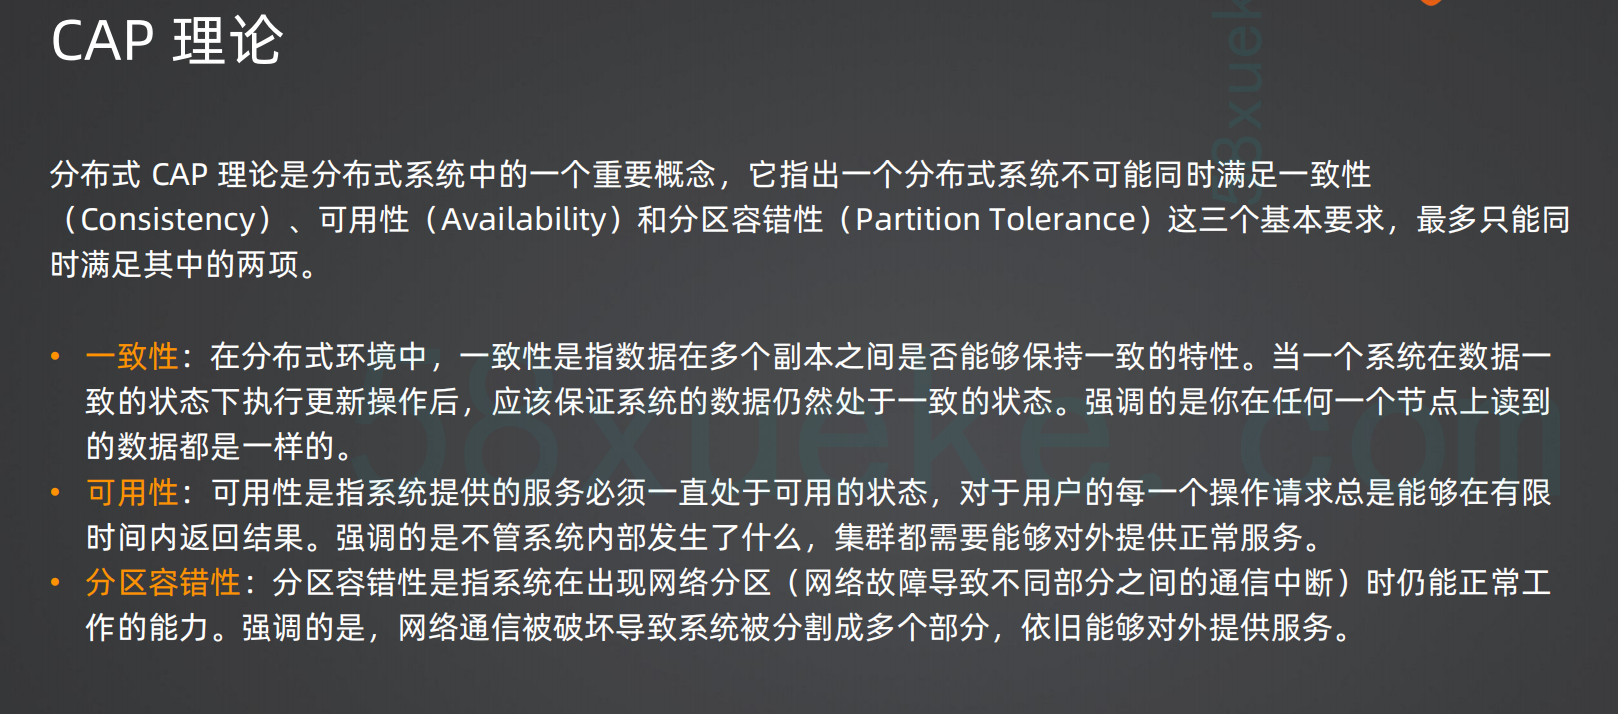 CAP 理论
分布式 CAP 理论是分布式系统中的一个重要概念，它指出一个分布式系统不可能同时满足一致性
（Consistency）、可用性（Availability）和分区容错性（Partition Tolerance）这三个基本要求，最多只能同
时满足其中的两项。
• 一致性：在分布式环境中，一致性是指数据在多个副本之间是否能够保持一致的特性。当一个系统在数据一
致的状态下执行更新操作后，应该保证系统的数据仍然处于一致的状态。强调的是你在任何一个节点上读到
的数据都是一样的。
• 可用性：可用性是指系统提供的服务必须一直处于可用的状态，对于用户的每一个操作请求总是能够在有限
时间内返回结果。强调的是不管系统内部发生了什么，集群都需要能够对外提供正常服务。
• 分区容错性：分区容错性是指系统在出现网络分区（网络故障导致不同部分之间的通信中断）时仍能正常工
作的能力。强调的是，网络通信被破坏导致系统被分割成多个部分，依旧能够对外提供服务。